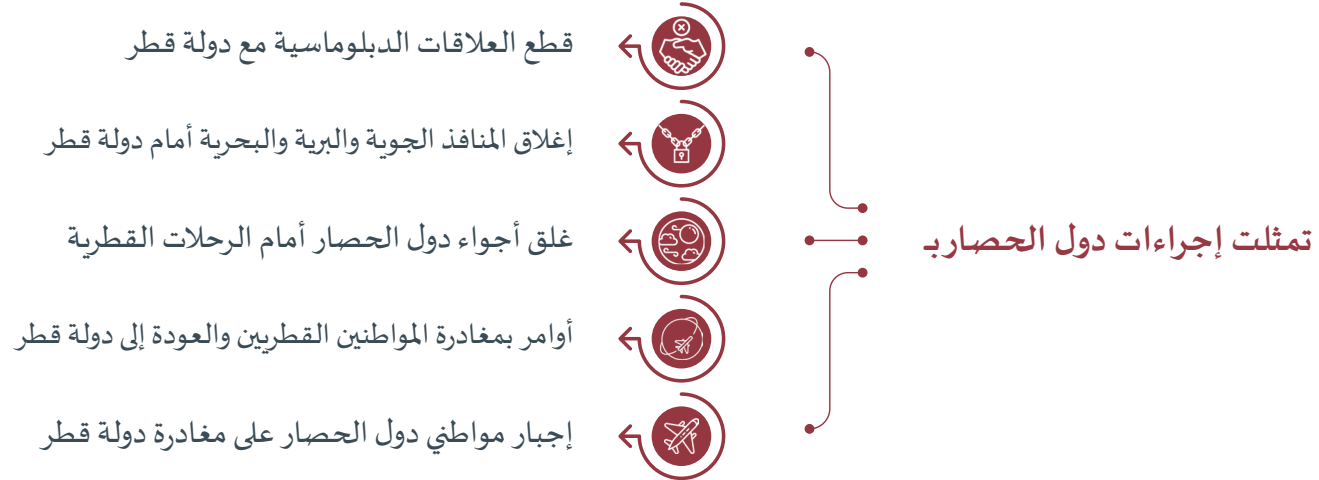 تمثلت إجراءات دول الحصار بـ
قطع العلاقات الدبلوماسية مع دولة قطر
إغلاق المنافذ الجوية والبرية والبحرية أمام دولة قطر
غلق أجواء دول الحصار أمام الرحلات القطرية
أوامر بمغادرة المواطنين القطريين والعودة إلى دولة قطر
إجبار مواطني دول الحصار على مغادرة دولة قطر